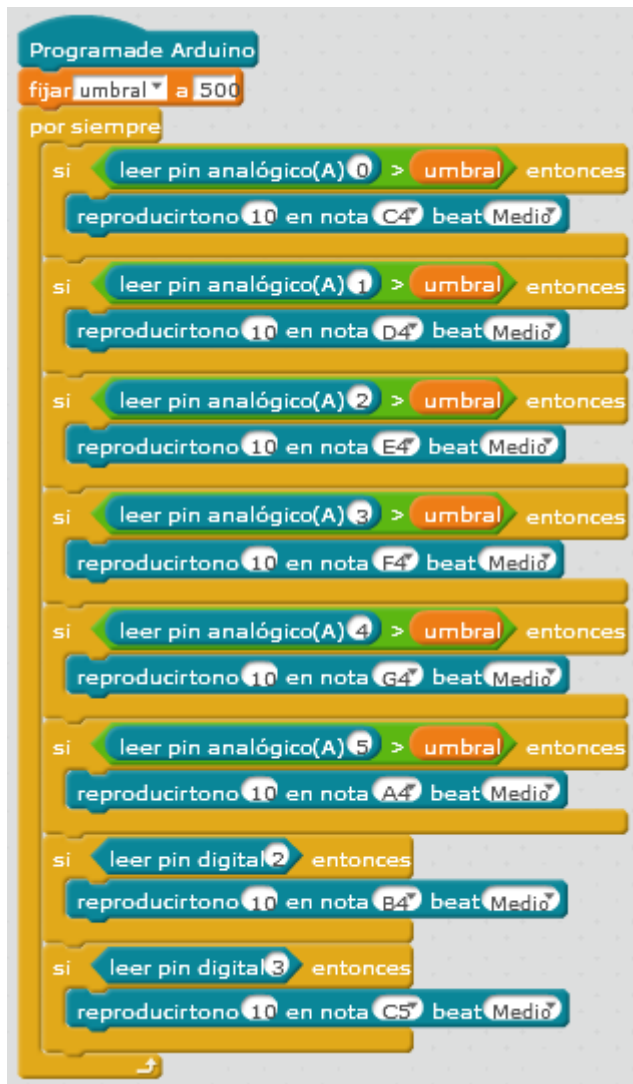 Programade Arduino
fijar umbral a 500
por siempre
si leer pin analógico(A) 0 > umbral entonces
reproducirtono 10 en nota C4 beat Medio
si leer pin analógico(A) 1 > umbral entonces
reproducirtono 10 en nota D4 beat Medio
si leer pin analógico(A) 2 > umbral entonces
reproducirtono 10 en nota E4 beat Medio
si leer pin analógico(A) 3 > umbral entonces
reproducirtono 10 en nota F4 beat Medio
si leer pin analógico(A) 4 > umbral entonces
reproducirtono 10 en nota G4 beat Medio
si leer pin analógico(A) 5 > umbral entonces
reproducirtono 10 en nota A4 beat Medio
si leer pin digital 2 entonces
reproducirtono 10 en nota B4 beat Medio
si leer pin digital 3 entonces
reproducirtono 10 en nota C5 beat Medio